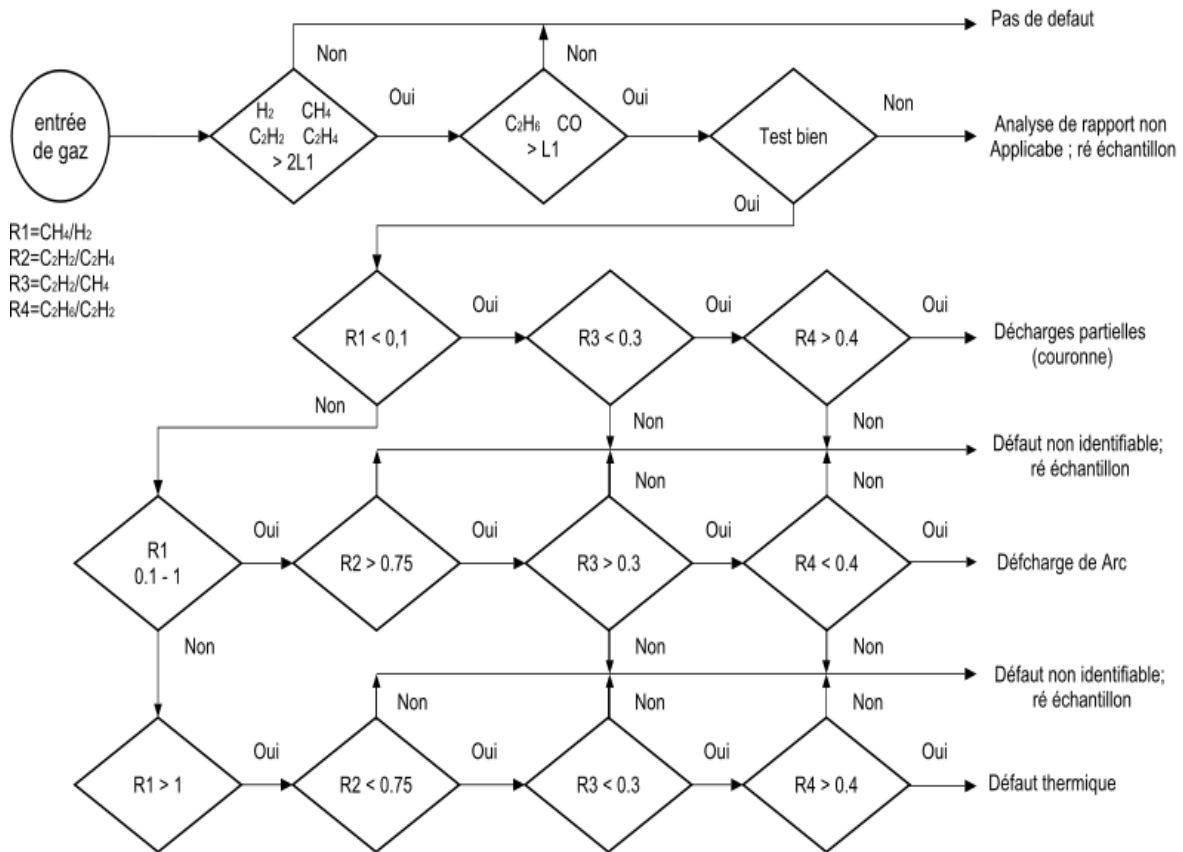 Pas de defaut
Non
Non
entrée
de gaz
H₂ CH₄
C₂H₂ C₂H₄
> 2L1
Oui
C₂H₆ CO
> L1
Oui
Test bien
Non
Analyse de rapport non
Applicabe ; ré échantillon
Oui
R1=CH₄/H₂
R2=C₂H₂/C₂H₄
R3=C₂H₂/CH₄
R4=C₂H₆/C₂H₂
R1 < 0,1
Oui
R3 < 0.3
Oui
R4 > 0.4
Oui
Décharges partielles
(couronne)
Non
Non
Non
Défaut non identifiable;
ré échantillon
Non
Non
R1
0.1 - 1
Oui
R2 > 0.75
Oui
R3 > 0.3
Oui
R4 < 0.4
Oui
Défcharge de Arc
Non
Non
Non
Défaut non identifiable;
ré échantillon
Non
Non
Non
R1 > 1
Oui
R2 < 0.75
Oui
R3 < 0.3
Oui
R4 > 0.4
Oui
Défaut thermique